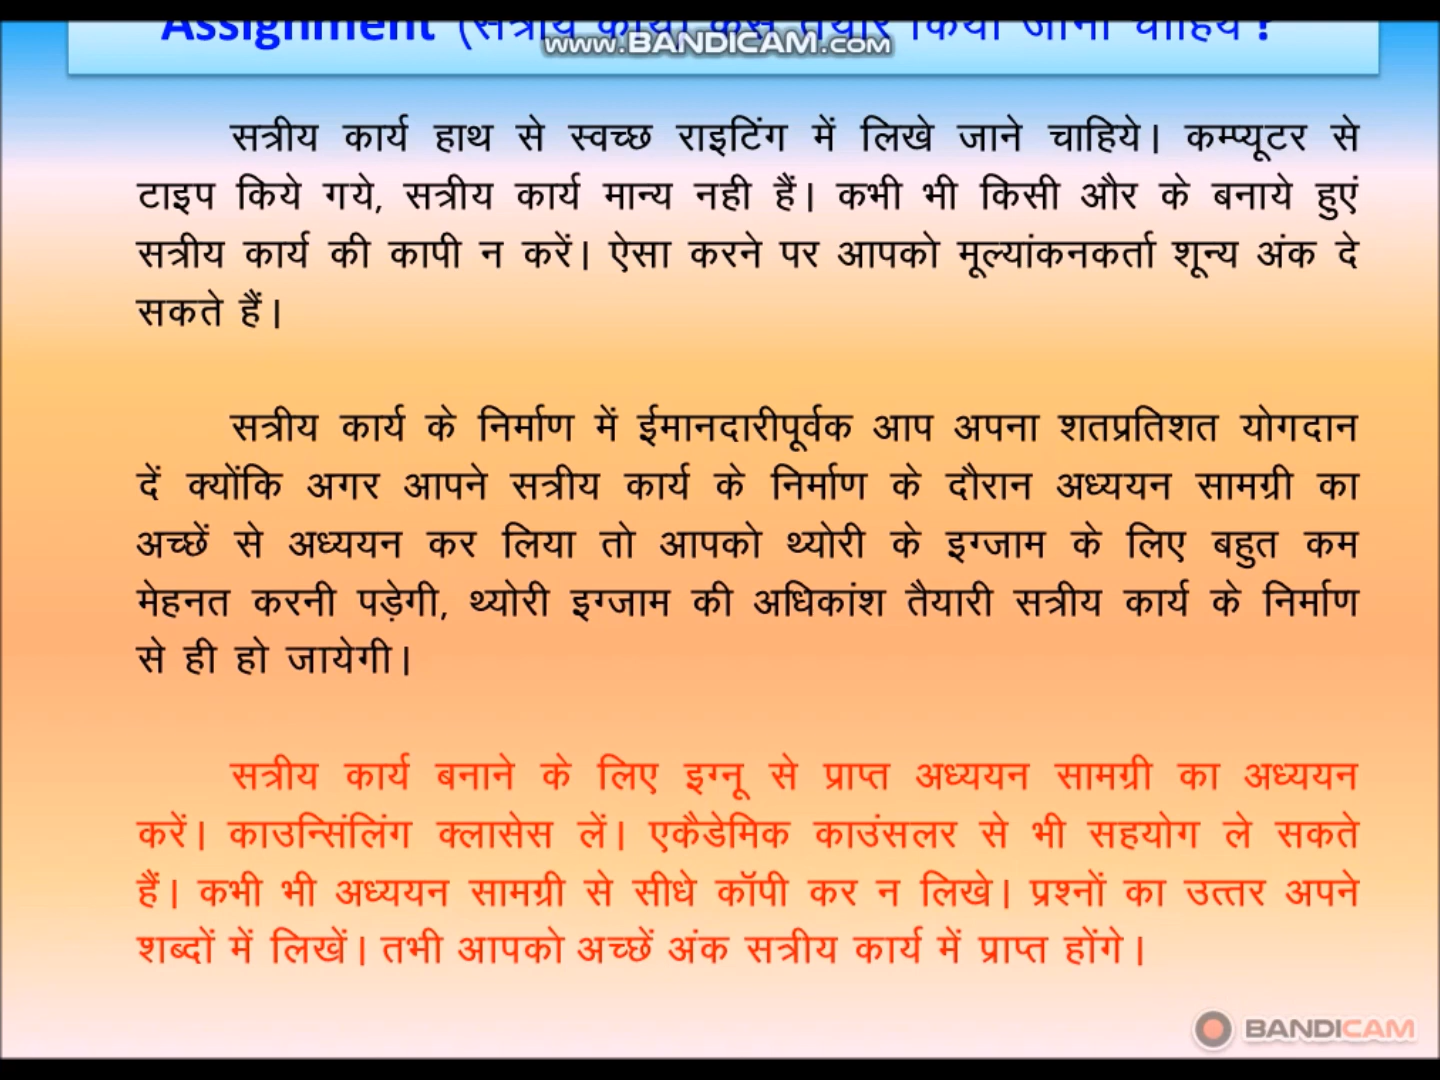 Assignment (सत्रीय कार्य) कैसे तैयार किया जाना चाहिये ?
www.BANDICAM.com
सत्रीय कार्य हाथ से स्वच्छ राइटिंग में लिखे जाने चाहिये। कम्प्यूटर से
टाइप किये गये, सत्रीय कार्य मान्य नही हैं। कभी भी किसी और के बनाये हुएं
सत्रीय कार्य की कापी न करें। ऐसा करने पर आपको मूल्यांकनकर्ता शून्य अंक दे
सकते हैं।
सत्रीय कार्य के निर्माण में ईमानदारीपूर्वक आप अपना शतप्रतिशत योगदान
दें क्योंकि अगर आपने सत्रीय कार्य के निर्माण के दौरान अध्ययन सामग्री का
अच्छें से अध्ययन कर लिया तो आपको थ्योरी के इग्जाम के लिए बहुत कम
मेहनत करनी पड़ेगी, थ्योरी इग्जाम की अधिकांश तैयारी सत्रीय कार्य के निर्माण
से ही हो जायेगी।
सत्रीय कार्य बनाने के लिए इग्नू से प्राप्त अध्ययन सामग्री का अध्ययन
करें। काउन्सिंलिंग क्लासेस लें। एकैडेमिक काउंसलर से भी सहयोग ले सकते
हैं। कभी भी अध्ययन सामग्री से सीधे कॉपी कर न लिखे। प्रश्नों का उत्तर अपने
शब्दों में लिखें। तभी आपको अच्छें अंक सत्रीय कार्य में प्राप्त होंगे।
BANDICAM